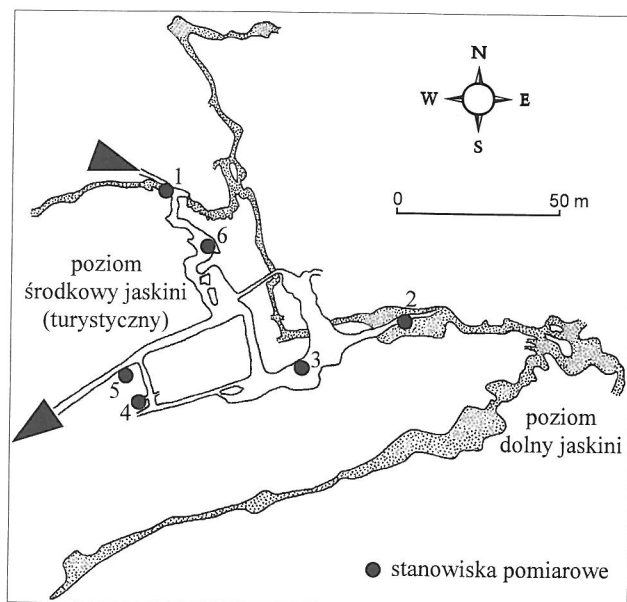 N
W E
S
0 50 m
1
6
poziom
środkowy jaskini
(turystyczny)
2
3
5
4
poziom
dolny jaskini
stanowiska pomiarowe